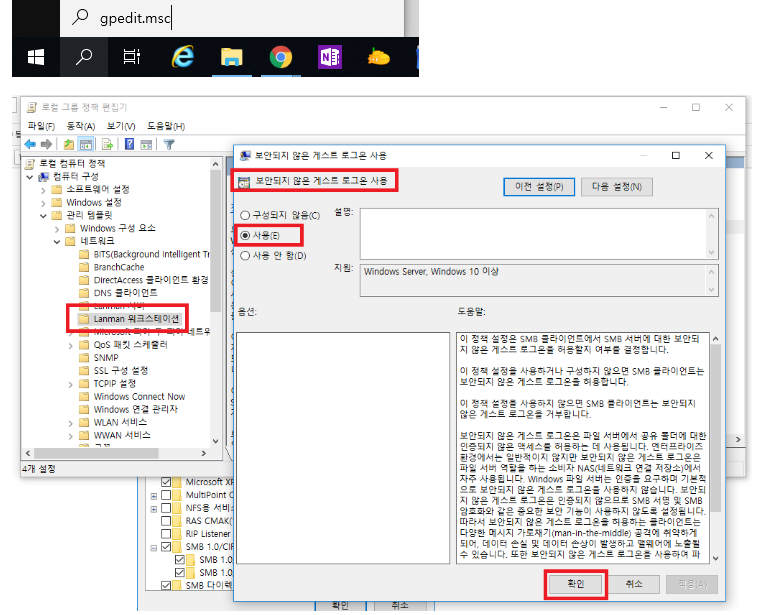 gpedit.msc
로컬 그룹 정책 편집기
파일(F) 동작(A) 보기(V) 도움말(H)
로컬 컴퓨터 정책
컴퓨터 구성
소프트웨어 설정
Windows 설정
관리 템플릿
Windows 구성 요소
네트워크
BITS(Background Intelligent Tr
BranchCache
DirectAccess 클라이언트 환경
DNS 클라이언트
Lanman 서버
Lanman 워크스테이션
Microsoft 피어 투 피어 네트워
QoS 패킷 스케줄러
SNMP
SSL 구성 설정
TCPIP 설정
Windows Connect Now
Windows 연결 관리자
WLAN 서비스
WWAN 서비스
4개 설정
보안되지 않은 게스트 로그온 사용
보안되지 않은 게스트 로그온 사용
이전 설정(P) 다음 설정(N)
구성되지 않음(C)
사용(E)
사용 안 함(D)
설명:
지원:
Windows Server, Windows 10 이상
옵션:
도움말:
이 정책 설정은 SMB 클라이언트에서 SMB 서버에 대한 보안되
지 않은 게스트 로그온을 허용할지 여부를 결정합니다.
이 정책 설정을 사용하거나 구성하지 않으면 SMB 클라이언트는
보안되지 않은 게스트 로그온을 허용합니다.
이 정책 설정을 사용하지 않으면 SMB 클라이언트는 보안되지
않은 게스트 로그온을 거부합니다.
보안되지 않은 게스트 로그온은 파일 서버에서 공유 폴더에 대한
인증되지 않은 액세스를 허용하는 데 사용됩니다. 엔터프라이즈
환경에서는 일반적이지 않지만 보안되지 않은 게스트 로그온은
파일 서버 역할을 하는 소비자 NAS(네트워크 연결 저장소)에서
자주 사용됩니다. Windows 파일 서버는 인증을 요구하며 기본적
으로 보안되지 않은 게스트 로그온을 사용하지 않습니다. 보안되
지 않은 게스트 로그온은 인증되지 않으므로 SMB 서명 및 SMB
암호화와 같은 중요한 보안 기능이 사용하지 않도록 설정됩니다.
따라서 보안되지 않은 게스트 로그온을 허용하는 클라이언트는
다양한 메시지 가로채기(man-in-the-middle) 공격에 취약하게
되어, 데이터 손실 및 데이터 손상이 발생하고 맬웨어에 노출될
수 있습니다. 또한 보안되지 않은 게스트 로그온을 사용하여 파
확인 취소 적용(A)
Microsoft XP
MultiPoint C
NFS용 서비스
RAS CMAK(
RIP Listener
SMB 1.0/CIF
SMB 1.0
SMB 1.0
SMB 다이렉
확인 취소